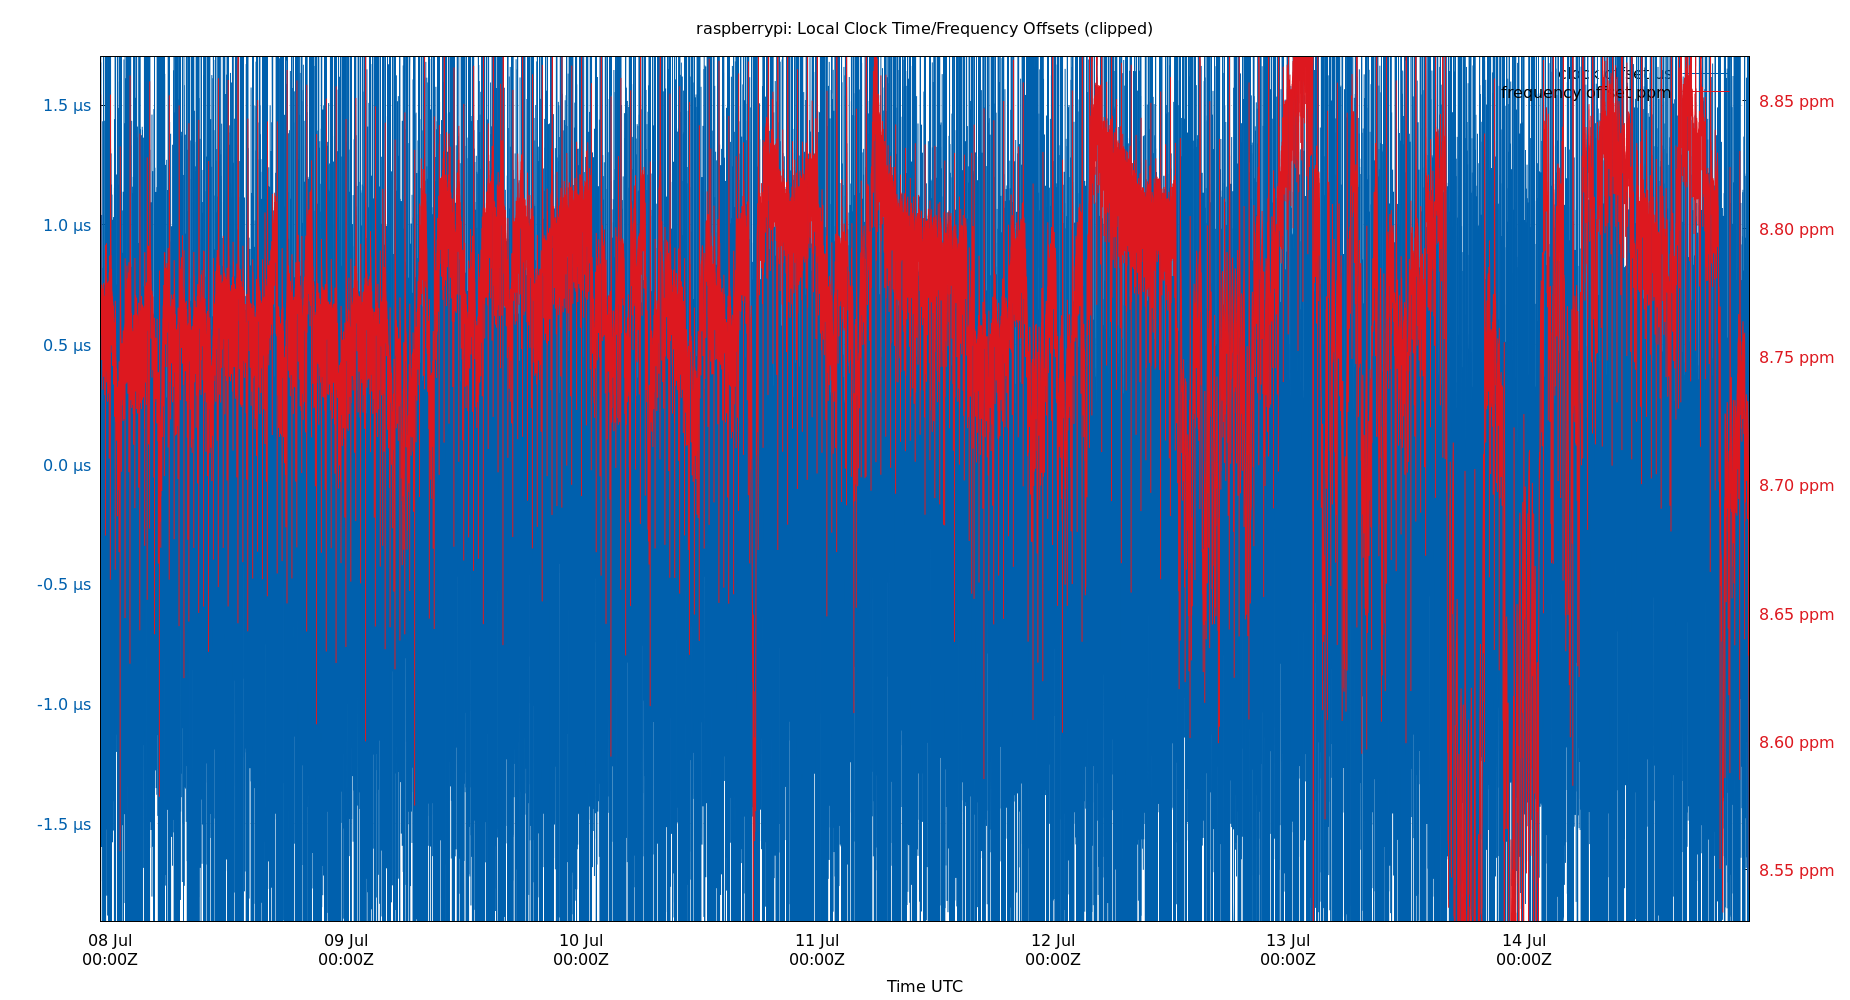 raspberrypi: Local Clock Time/Frequency Offsets (clipped)
clock offset μs
frequency offset ppm
1.5 μs
1.0 μs
0.5 μs
0.0 μs
-0.5 μs
-1.0 μs
-1.5 μs
8.85 ppm
8.80 ppm
8.75 ppm
8.70 ppm
8.65 ppm
8.60 ppm
8.55 ppm
08 Jul 09 Jul 10 Jul 11 Jul 12 Jul 13 Jul 14 Jul
00:00Z 00:00Z 00:00Z 00:00Z 00:00Z 00:00Z 00:00Z
Time UTC